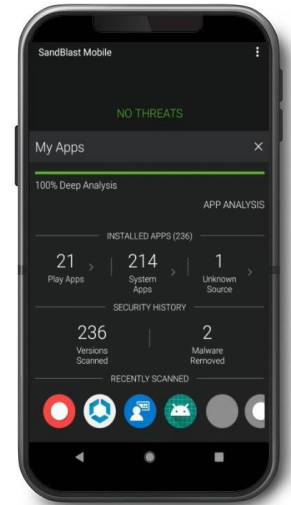 SandBlast Mobile
NO THREATS
My Apps
100% Deep Analysis
APP ANALYSIS
INSTALLED APPS (236)
21
Play Apps
214
System
Apps
1
Unknown
Source
SECURITY HISTORY
236
Versions
Scanned
2
Malware
Removed
RECENTLY SCANNED